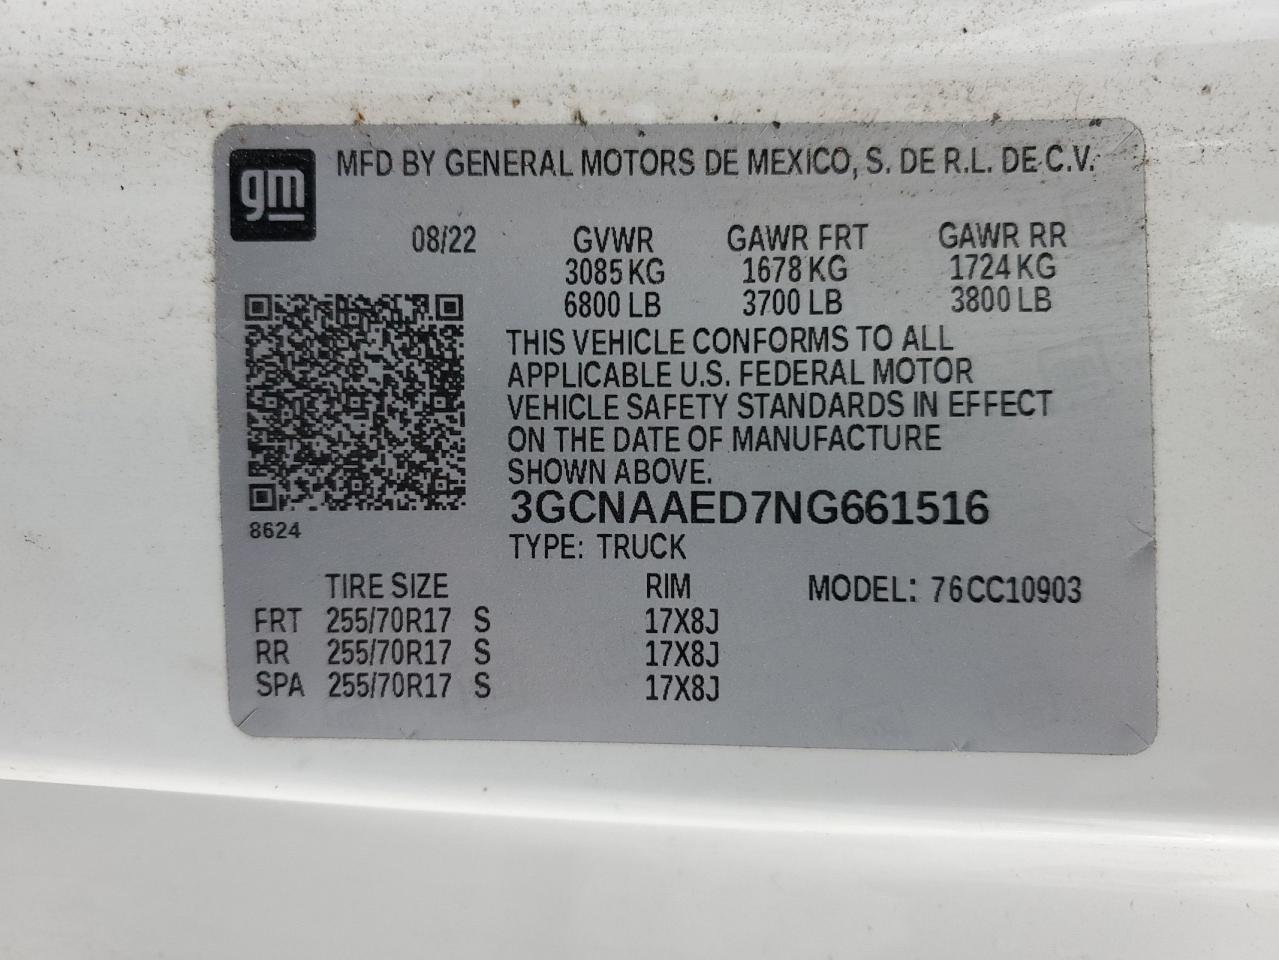 gm MFD BY GENERAL MOTORS DE MEXICO, S. DE R.L. DE C.V.
08/22 GVWR GAWR FRT GAWR RR
3085 KG 1678 KG 1724 KG
6800 LB 3700 LB 3800 LB
THIS VEHICLE CONFORMS TO ALL
APPLICABLE U.S. FEDERAL MOTOR
VEHICLE SAFETY STANDARDS IN EFFECT
ON THE DATE OF MANUFACTURE
SHOWN ABOVE.
3GCNAAED7NG661516
8624
TYPE: TRUCK
TIRE SIZE RIM MODEL: 76CC10903
FRT 255/70R17 S 17X8J
RR 255/70R17 S 17X8J
SPA 255/70R17 S 17X8J